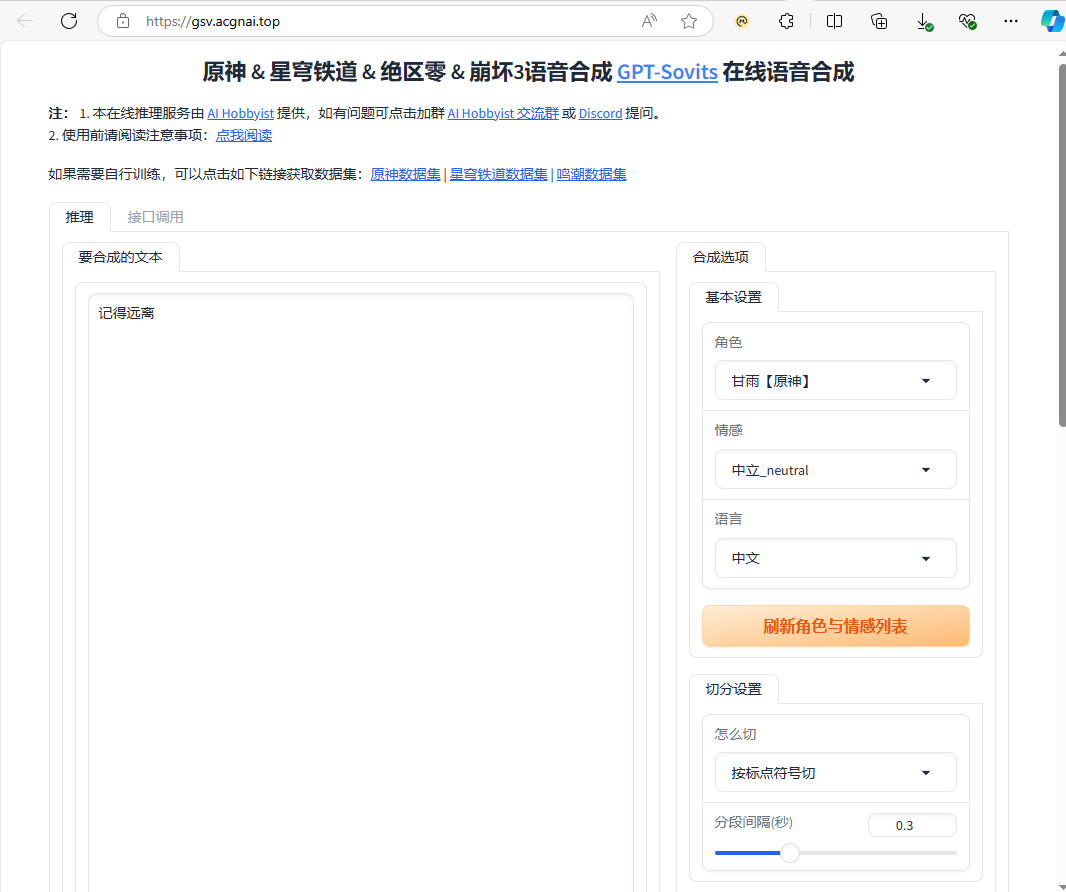 https://gsv.acgnai.top
原神 & 星穹铁道 & 绝区零 & 崩坏3语音合成 GPT-Sovits 在线语音合成
注： 1. 本在线推理服务由 AI Hobbyist 提供，如有问题可点击加群 AI Hobbyist 交流群 或 Discord 提问。
2. 使用前请阅读注意事项：点我阅读
如果需要自行训练，可以点击如下链接获取数据集：原神数据集 | 星穹铁道数据集 | 鸣潮数据集
推理 接口调用
要合成的文本
记得远离
合成选项
基本设置
角色
甘雨【原神】
情感
中立_neutral
语言
中文
刷新角色与情感列表
切分设置
怎么切
按标点符号切
分段间隔(秒) 0.3